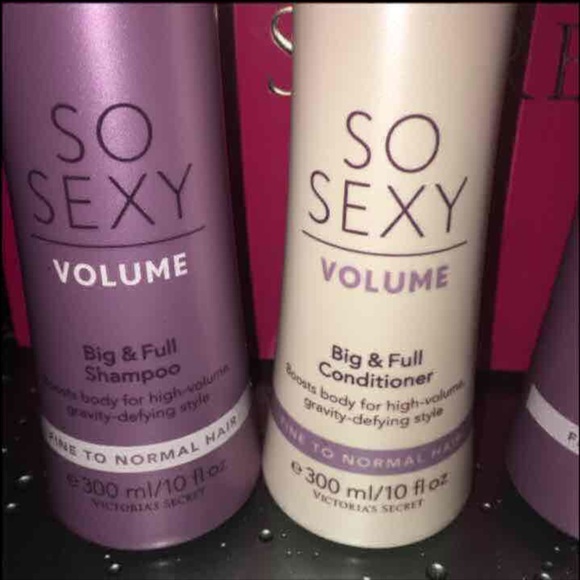 SO
SEXY
VOLUME
Big & Full
Shampoo
Boosts body for high-volume,
gravity-defying style
FINE TO NORMAL HAIR
e 300 ml/10 fl oz
VICTORIA'S SECRET
SO
SEXY
VOLUME
Big & Full
Conditioner
Boosts body for high-volume,
gravity-defying style
FINE TO NORMAL HAIR
e 300 ml/10 fl oz
VICTORIA'S SECRET